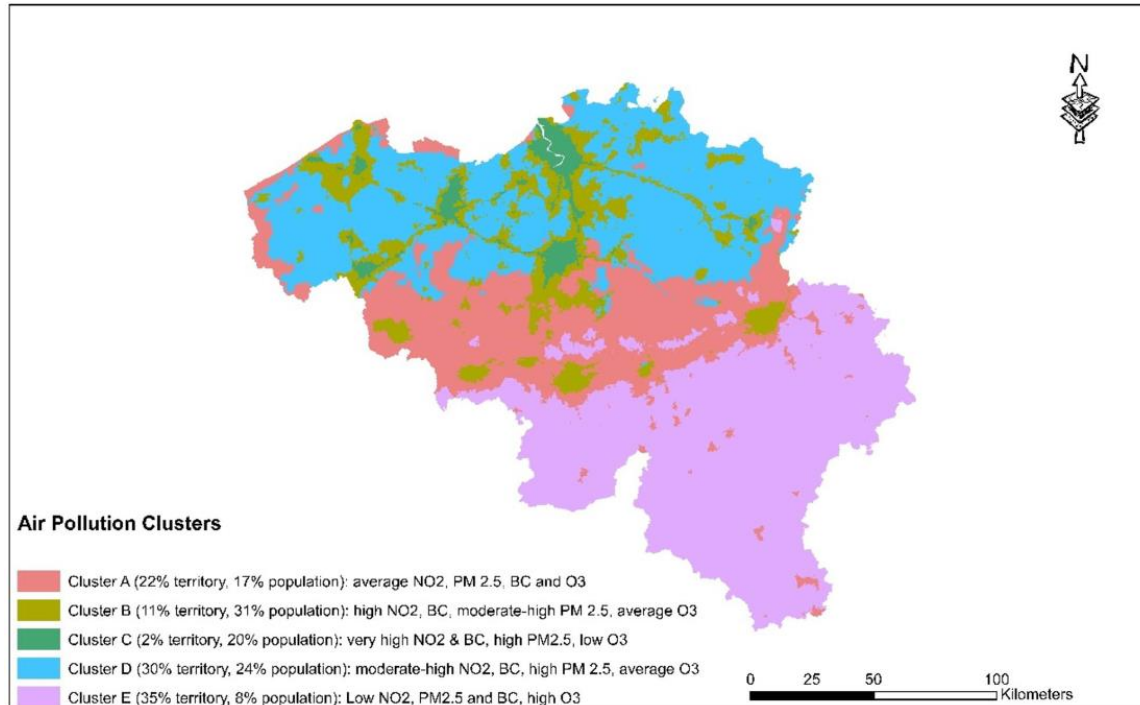 N
Air Pollution Clusters
Cluster A (22% territory, 17% population): average NO2, PM 2.5, BC and O3
Cluster B (11% territory, 31% population): high NO2, BC, moderate-high PM 2.5, average O3
Cluster C (2% territory, 20% population): very high NO2 & BC, high PM2.5, low O3
Cluster D (30% territory, 24% population): moderate-high NO2, BC, high PM 2.5, average O3
Cluster E (35% territory, 8% population): Low NO2, PM2.5 and BC, high O3
0 25 50 100
Kilometers